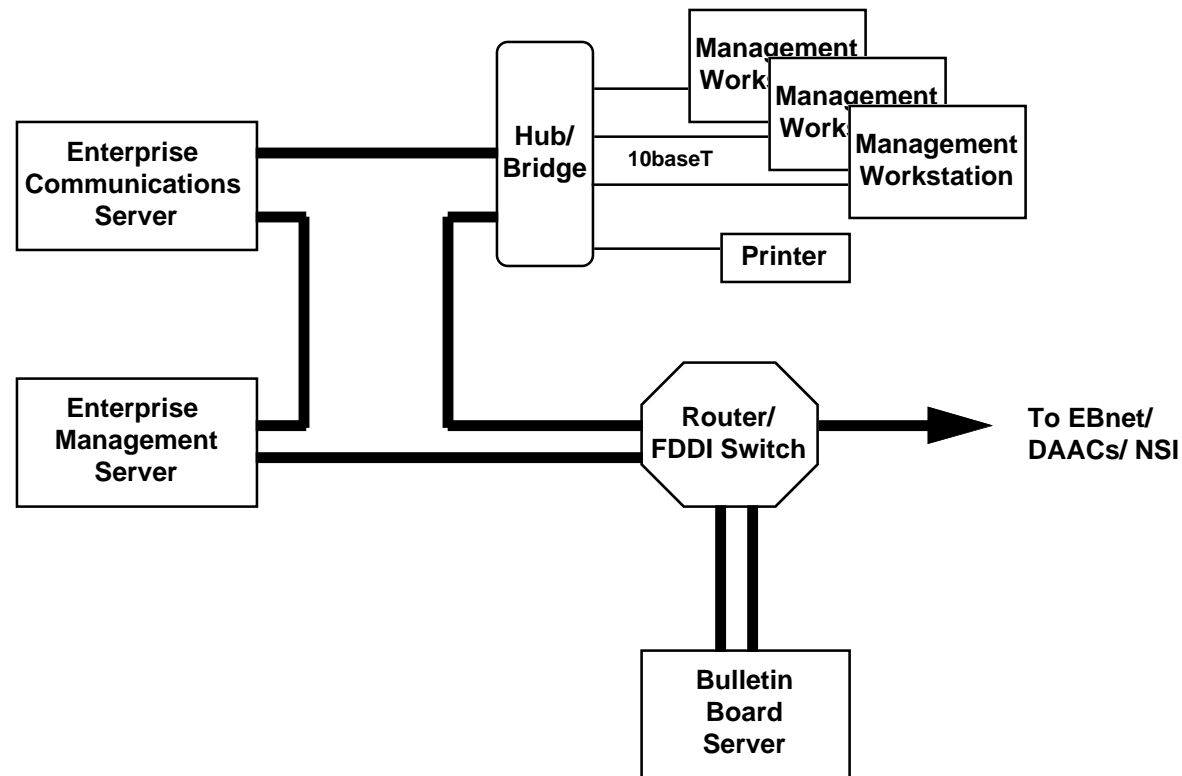 Management
Works
Management
Works
Management
Workstation
Hub/
Bridge
10baseT
Enterprise
Communications
Server
Printer
Enterprise
Management
Server
Router/
FDDI Switch
To EBnet/
DAACs/ NSI
Bulletin
Board
Server